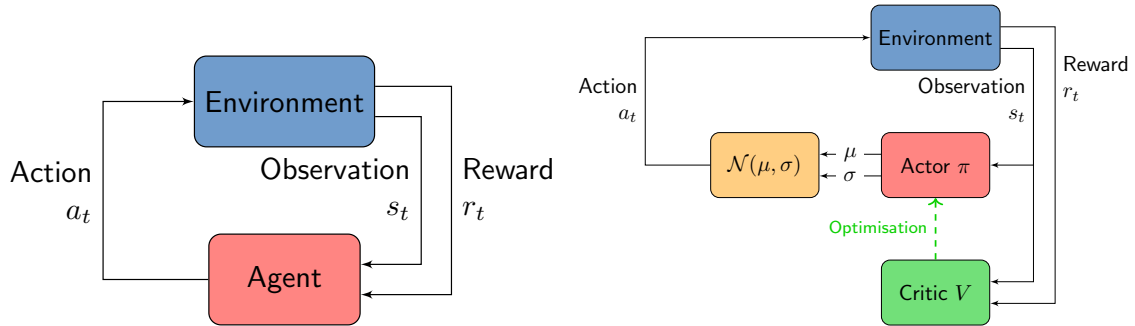 Environment
Action
a_t
Observation
s_t
Reward
r_t
Agent
Environment
Action
a_t
Observation
s_t
Reward
r_t
𝒩(μ, σ)
μ
σ
Actor π
Optimisation
Critic V